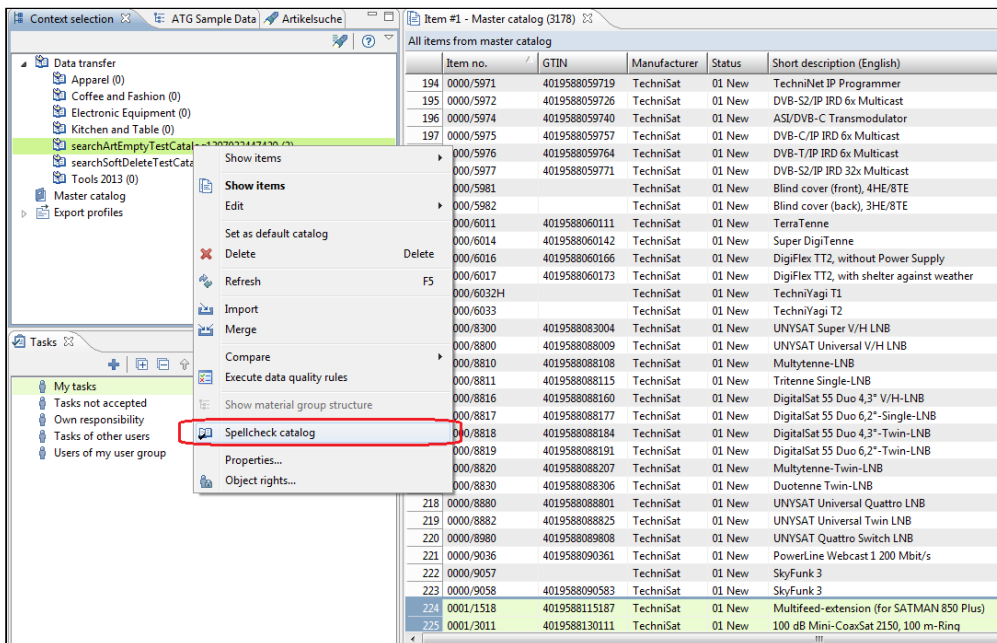 Context selection
ATG Sample Data
Artikelsuche
Data transfer
Apparel (0)
Coffee and Fashion (0)
Electronic Equipment (0)
Kitchen and Table (0)
searchSoftDeleteTestCata
Tools 2013 (0)
Master catalog
Export profiles
Show items
Show items
Edit
Set as default catalog
Delete Delete
Refresh F5
Import
Merge
Compare
Execute data quality rules
Show material group structure
Spellcheck catalog
Properties...
Object rights...
Tasks
My tasks
Tasks not accepted
Own responsibility
Tasks of other users
Users of my user group
Item #1 - Master catalog (3178)
All items from master catalog
Item no. GTIN Manufacturer Status Short description (English)
194 0000/5971 4019588059719 TechniSat 01 New TechniNet IP Programmer
195 0000/5972 4019588059726 TechniSat 01 New DVB-S2/IP IRD 6x Multicast
196 0000/5974 4019588059740 TechniSat 01 New ASI/DVB-C Transmodulator
197 0000/5975 4019588059757 TechniSat 01 New DVB-C/IP IRD 6x Multicast
000/5976 4019588059764 TechniSat 01 New DVB-T/IP IRD 6x Multicast
000/5977 4019588059771 TechniSat 01 New DVB-S2/IP IRD 32x Multicast
000/5981 TechniSat 01 New Blind cover (front), 4HE/8TE
000/5982 TechniSat 01 New Blind cover (back), 3HE/8TE
000/6011 4019588060111 TechniSat 01 New TerraTenne
000/6014 4019588060142 TechniSat 01 New Super DigiTenne
000/6016 4019588060166 TechniSat 01 New DigiFlex TT2, without Power Supply
000/6017 4019588060173 TechniSat 01 New DigiFlex TT2, with shelter against weather
000/6032H TechniSat 01 New TechniYagi T1
000/6033 TechniSat 01 New TechniYagi T2
000/8300 4019588083004 TechniSat 01 New UNYSAT Super V/H LNB
000/8800 4019588088009 TechniSat 01 New UNYSAT Universal V/H LNB
000/8810 4019588088108 TechniSat 01 New Multytenne-LNB
000/8811 4019588088115 TechniSat 01 New Tritenne Single-LNB
000/8816 4019588088160 TechniSat 01 New DigitalSat 55 Duo 4,3° V/H-LNB
000/8817 4019588088177 TechniSat 01 New DigitalSat 55 Duo 6,2°-Single-LNB
000/8818 4019588088184 TechniSat 01 New DigitalSat 55 Duo 4,3°-Twin-LNB
000/8819 4019588088191 TechniSat 01 New DigitalSat 55 Duo 6,2°-Twin-LNB
000/8820 4019588088207 TechniSat 01 New Multytenne-Twin-LNB
000/8830 4019588088306 TechniSat 01 New Duotenne Twin-LNB
218 0000/8880 4019588088801 TechniSat 01 New UNYSAT Universal Quattro LNB
219 0000/8882 4019588088825 TechniSat 01 New UNYSAT Universal Twin LNB
220 0000/8980 4019588089808 TechniSat 01 New UNYSAT Quattro Switch LNB
221 0000/9036 4019588090361 TechniSat 01 New PowerLine Webcast 1 200 Mbit/s
222 0000/9057 TechniSat 01 New SkyFunk 3
223 0000/9058 4019588090583 TechniSat 01 New SkyFunk 3
224 0001/1518 4019588115187 TechniSat 01 New Multifeed-extension (for SATMAN 850 Plus)
225 0001/3011 4019588130111 TechniSat 01 New 100 dB Mini-CoaxSat 2150, 100 m-Ring